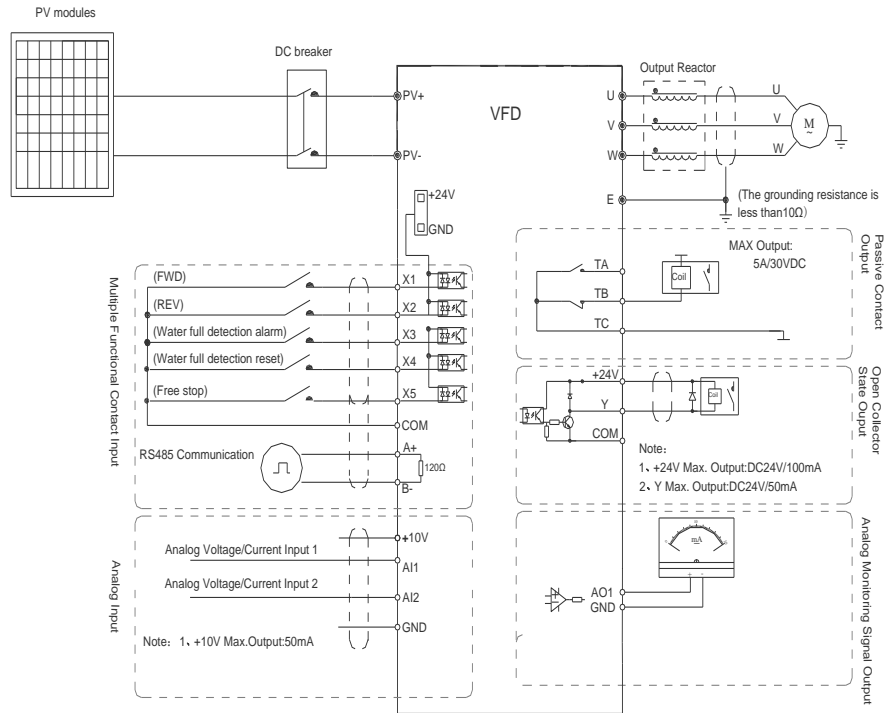 PV modules
DC breaker
PV+
PV-
VFD
Output Reactor
U
V
W
U
V
W
M
~
E
(The grounding resistance is
less than10Ω)
+24V
GND
Multiple Functional Contact Input
(FWD)
X1
(REV)
X2
(Water full detection alarm)
X3
(Water full detection reset)
X4
(Free stop)
X5
COM
RS485 Communication
A+
120Ω
B-
Analog Input
+10V
Analog Voltage/Current Input 1
AI1
Analog Voltage/Current Input 2
AI2
GND
Note: 1、+10V Max.Output:50mA
Passive Contact
Output
MAX Output:
5A/30VDC
TA
Coil
TB
TC
Open Collector
State Ouput
+24V
Y
Coil
COM
Note:
1、+24V Max. Output:DC24V/100mA
2、Y Max. Output:DC24V/50mA
Analog Monitoring Signal Output
mA
+ -
AO1
GND